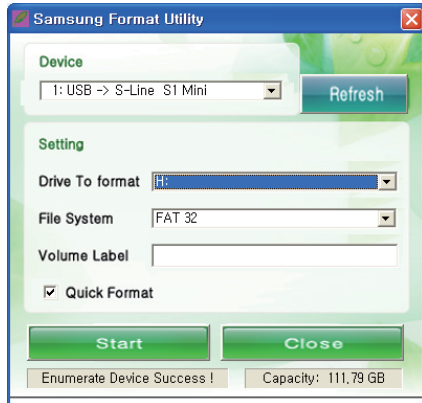 Samsung Format Utility
Device
1: USB -> S-Line S1 Mini
Refresh
Setting
Drive To format H:
File System FAT 32
Volume Label
Quick Format
Start Close
Enumerate Device Success ! Capacity: 111,79 GB